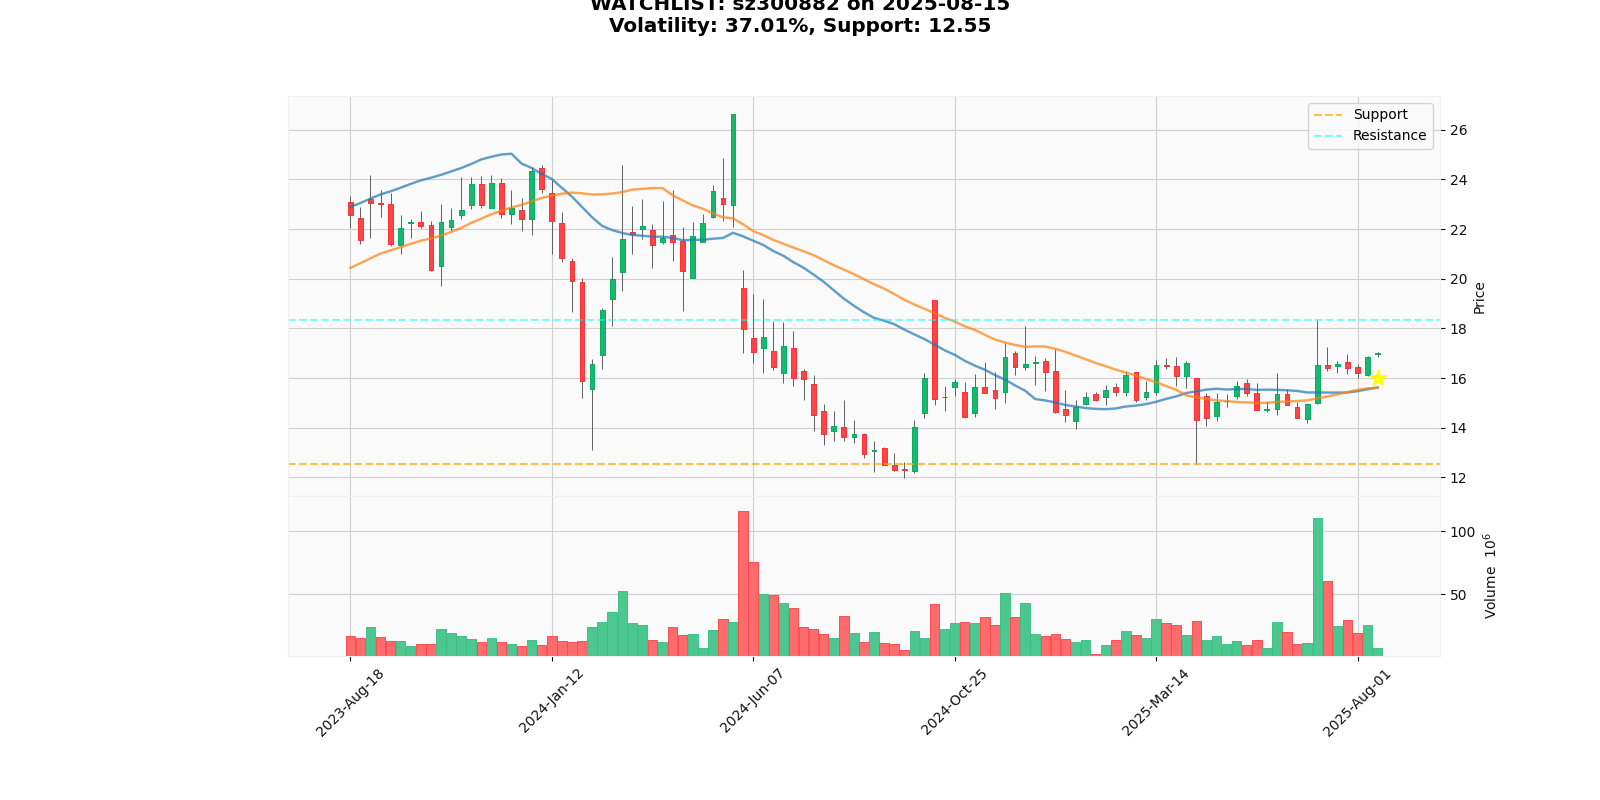 WATCHLIST: sz300882 on 2025-08-15
Volatility: 37.01%, Support: 12.55
Support
Resistance
26
24
22
20
18
16
14
12
Price
100
50
Volume 10⁶
2023-Aug-18
2024-Jan-12
2024-Jun-07
2024-Oct-25
2025-Mar-14
2025-Aug-01